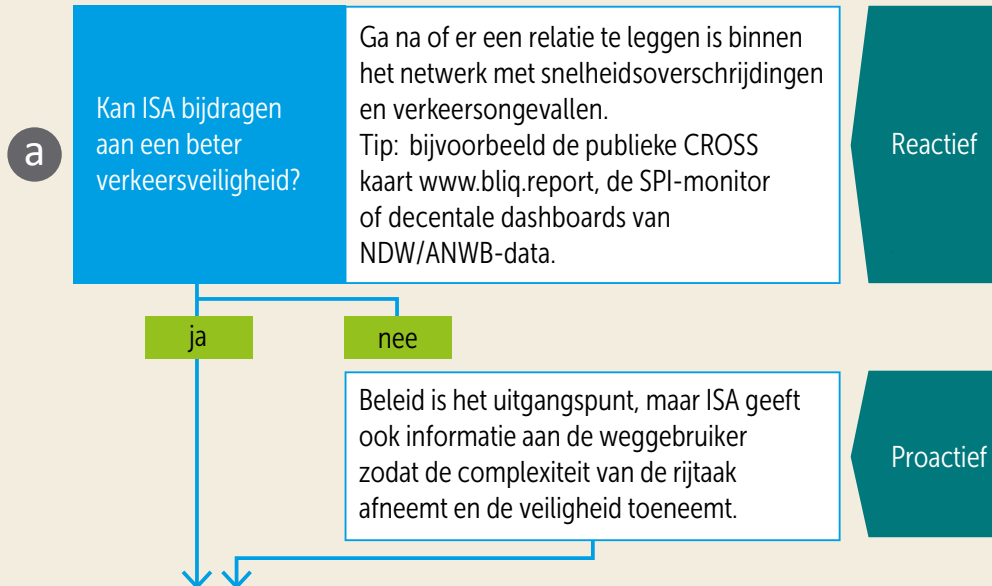 a
Kan ISA bijdragen
aan een beter
verkeersveiligheid?
Ga na of er een relatie te leggen is binnen
het netwerk met snelheidsoverschrijdingen
en verkeersongevallen.
Tip: bijvoorbeeld de publieke CROSS
kaart www.bliq.report, de SPI-monitor
of decentale dashboards van
NDW/ANWB-data.
Reactief
ja
nee
Beleid is het uitgangspunt, maar ISA geeft
ook informatie aan de weggebruiker
zodat de complexiteit van de rijtaak
afneemt en de veiligheid toeneemt.
Proactief